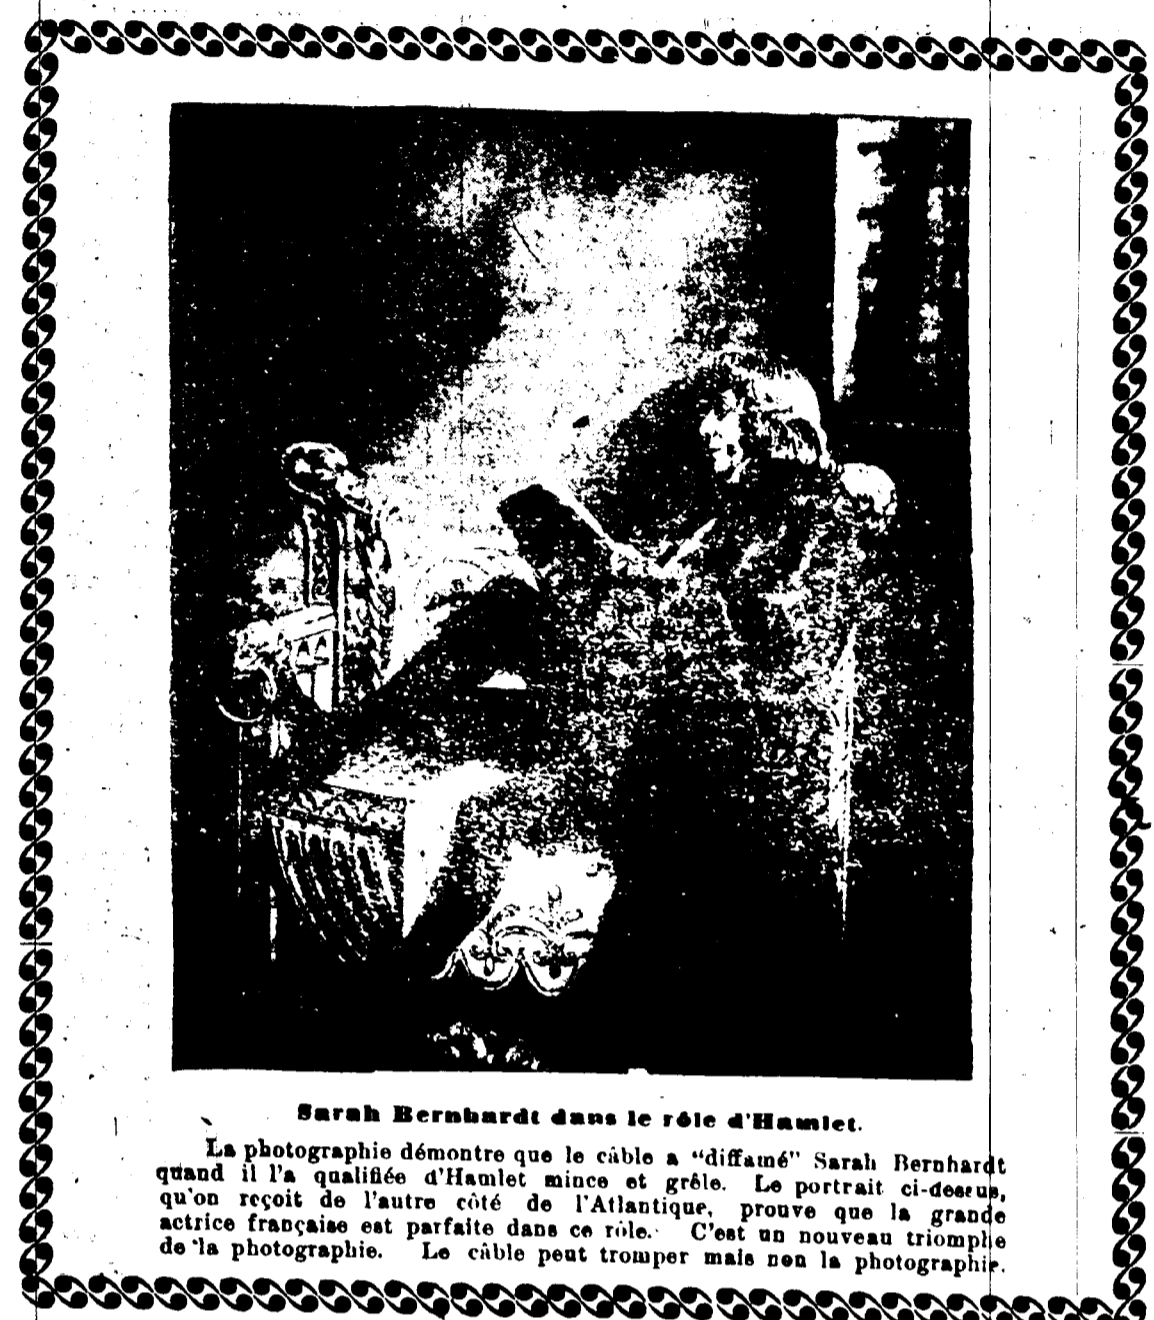 Sarah Bernhardt dans le rôle d'Hamlet.
La photographie démontre que le câble a “diffamé” Sarah Bernhardt
quand il l'a qualifiée d'Hamlet mince et grêle. Le portrait ci-dessus,
qu'on reçoit de l'autre côté de l'Atlantique, prouve que la grande
actrice française est parfaite dans ce rôle. C'est un nouveau triomphe
de la photographie. Le câble peut tromper mais non la photographie.